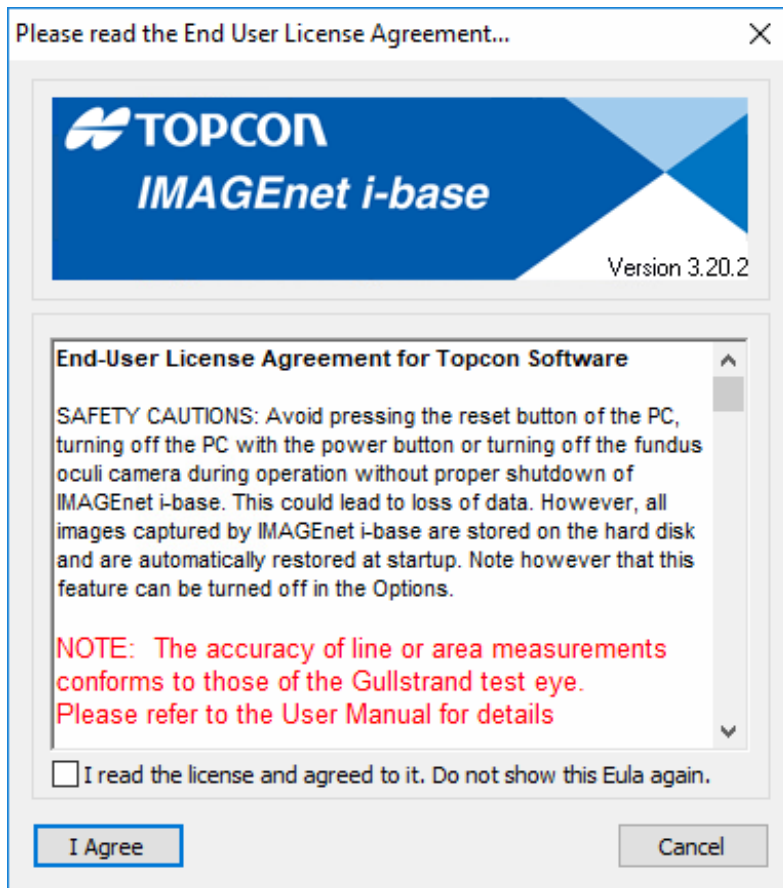 Please read the End User License Agreement...
TOPCON
IMAGEnet i-base
Version 3.20.2
End-User License Agreement for Topcon Software
SAFETY CAUTIONS: Avoid pressing the reset button of the PC,
turning off the PC with the power button or turning off the fundus
oculi camera during operation without proper shutdown of
IMAGEnet i-base. This could lead to loss of data. However, all
images captured by IMAGEnet i-base are stored on the hard disk
and are automatically restored at startup. Note however that this
feature can be turned off in the Options.
NOTE: The accuracy of line or area measurements
conforms to those of the Gullstrand test eye.
Please refer to the User Manual for details
I read the license and agreed to it. Do not show this Eula again.
I Agree
Cancel